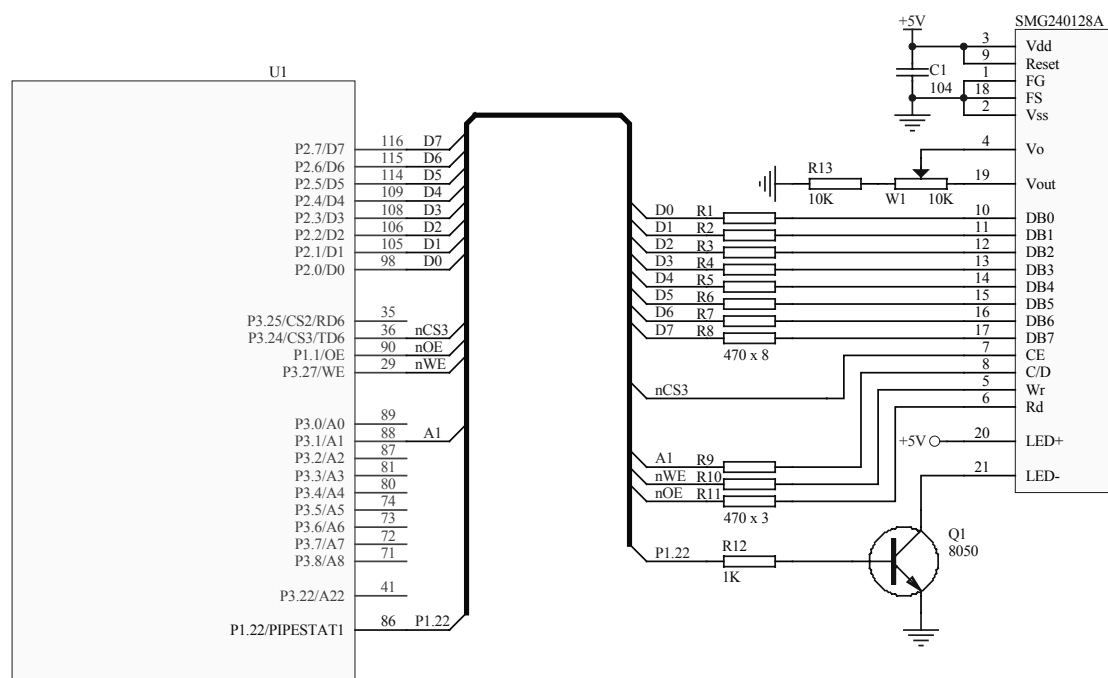 U1
P2.7/D7 116 D7
P2.6/D6 115 D6
P2.5/D5 114 D5
P2.4/D4 109 D4
P2.3/D3 108 D3
P2.2/D2 106 D2
P2.1/D1 105 D1
P2.0/D0 98 D0
P3.25/CS2/RD6 35
P3.24/CS3/TD6 36 nCS3
P1.1/OE 90 nOE
P3.27/WE 29 nWE
P3.0/A0 89
P3.1/A1 88 A1
P3.2/A2 87
P3.3/A3 81
P3.4/A4 80
P3.5/A5 74
P3.6/A6 73
P3.7/A7 72
P3.8/A8 71
P3.22/A22 41
P1.22/PIPESTAT1 86 P1.22
+5V
C1
104
SMG240128A
3 Vdd
9 Reset
1 FG
18 FS
2 Vss
4 Vo
R13
10K
W1 10K
19 Vout
D0 R1 10 DB0
D1 R2 11 DB1
D2 R3 12 DB2
D3 R4 13 DB3
D4 R5 14 DB4
D5 R6 15 DB5
D6 R7 16 DB6
D7 R8 17 DB7
470 x 8
7 CE
8 C/D
nCS3 5 Wr
6 Rd
+5V 20 LED+
A1 R9
nWE R10 21 LED-
nOE R11
470 x 3
P1.22 R12
1K
Q1
8050